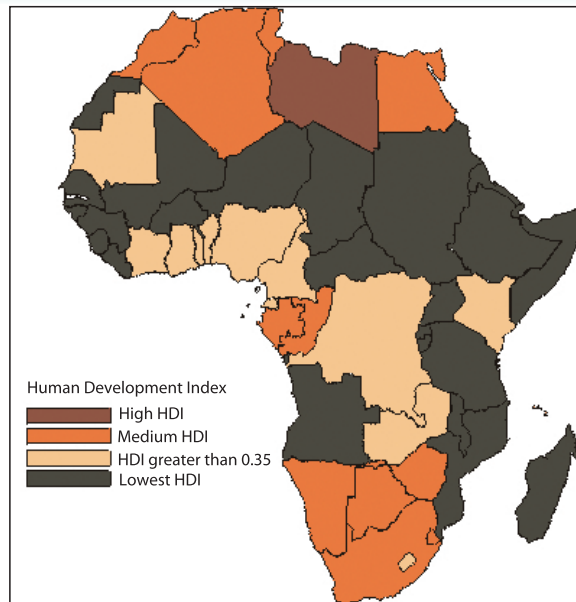 Human Development Index
High HDI
Medium HDI
HDI greater than 0.35
Lowest HDI